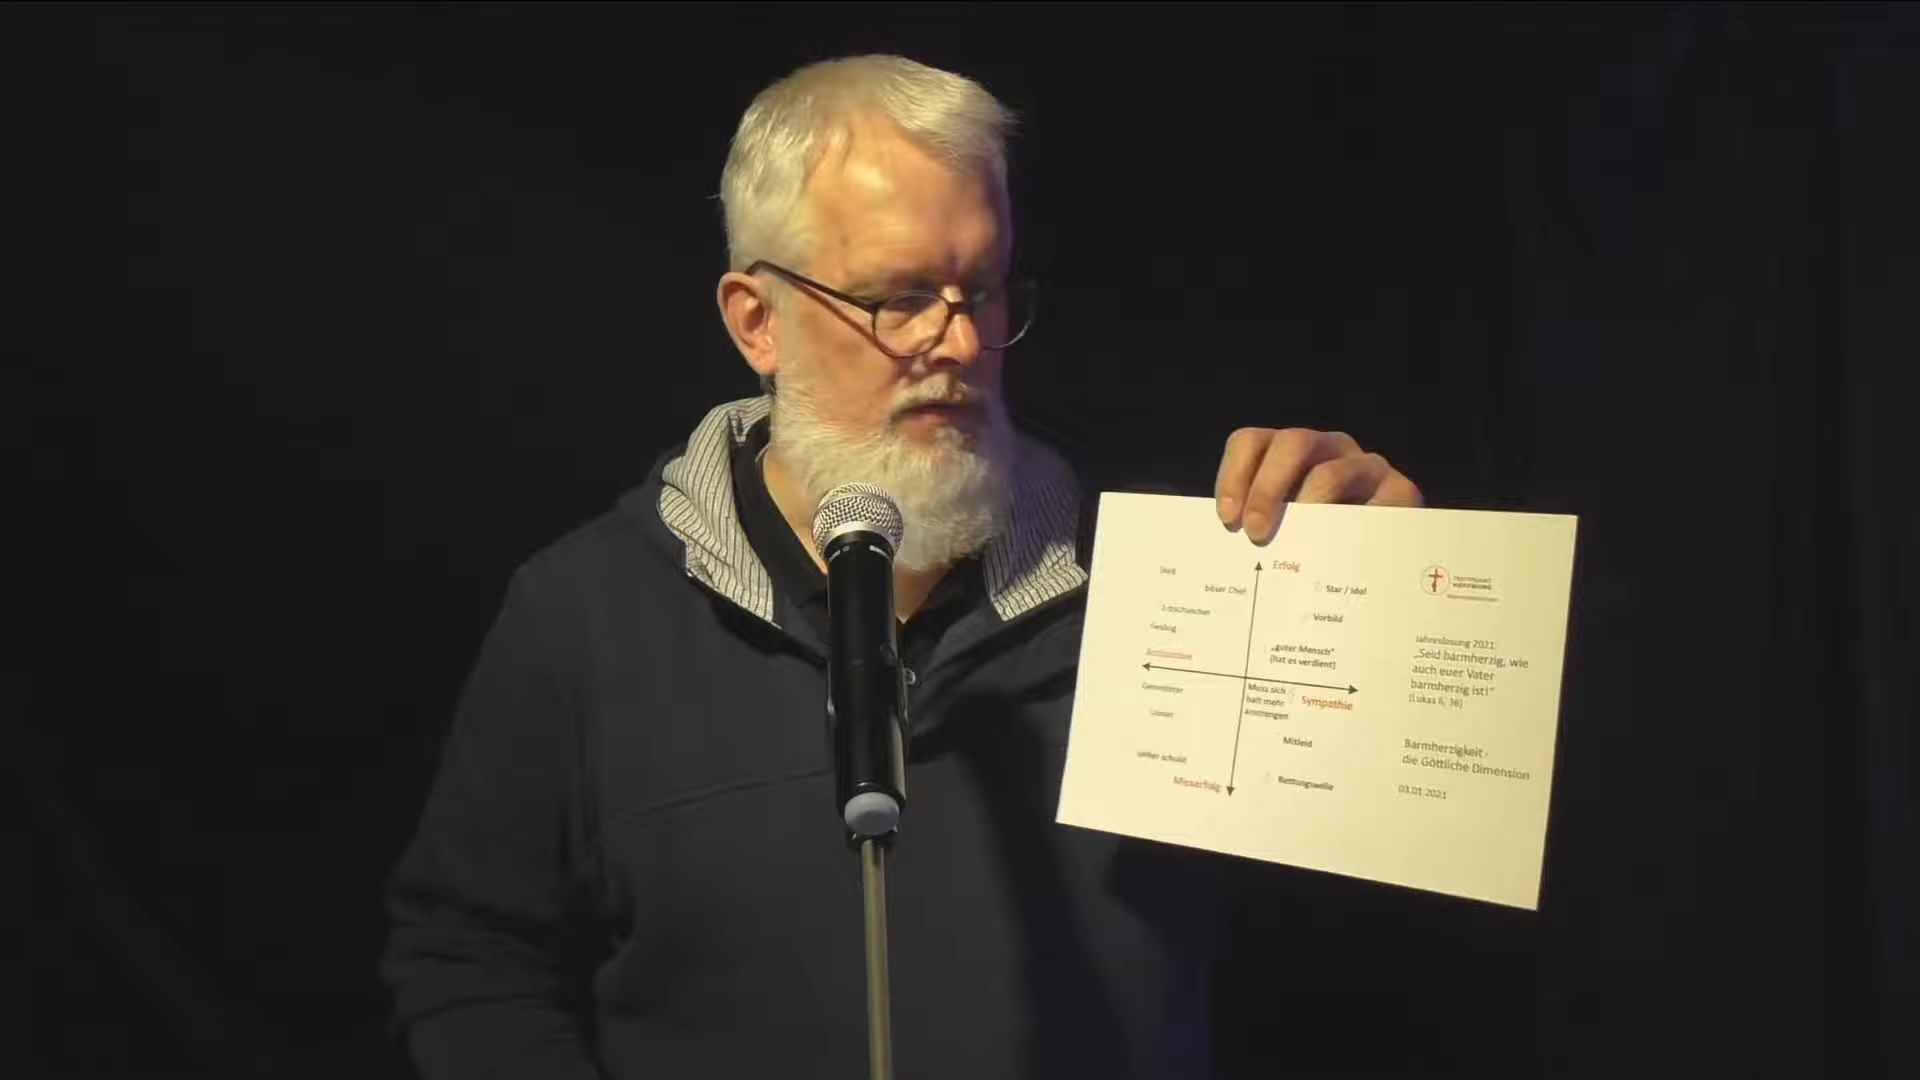 Erfolg
böser Chef
Star / Idol
Vorbild
„guter Mensch"
(hat es verdient)
Antipathie
Sympathie
Muss sich
halt mehr
anstrengen
Mitleid
selber schuld
Misserfolg
Rettungswille
HOFFNUNG
Jahreslosung 2021:
„Seid barmherzig, wie
auch euer Vater
barmherzig ist!"
(Lukas 6, 36)
Barmherzigkeit -
die Göttliche Dimension
03.01.2021